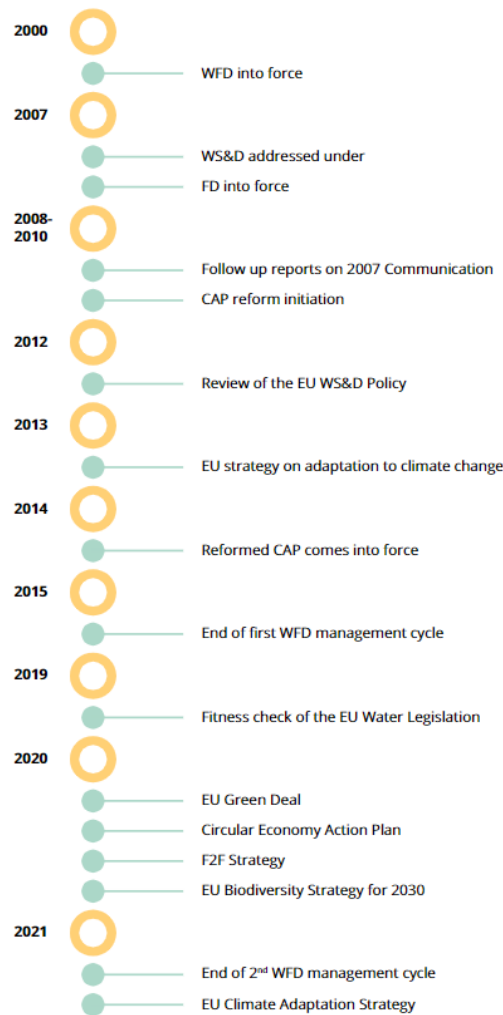 2000
WFD into force
2007
WS&D addressed under
FD into force
2008-
2010
Follow up reports on 2007 Communication
CAP reform initiation
2012
Review of the EU WS&D Policy
2013
EU strategy on adaptation to climate change
2014
Reformed CAP comes into force
2015
End of first WFD management cycle
2019
Fitness check of the EU Water Legislation
2020
EU Green Deal
Circular Economy Action Plan
F2F Strategy
EU Biodiversity Strategy for 2030
2021
End of 2nd WFD management cycle
EU Climate Adaptation Strategy